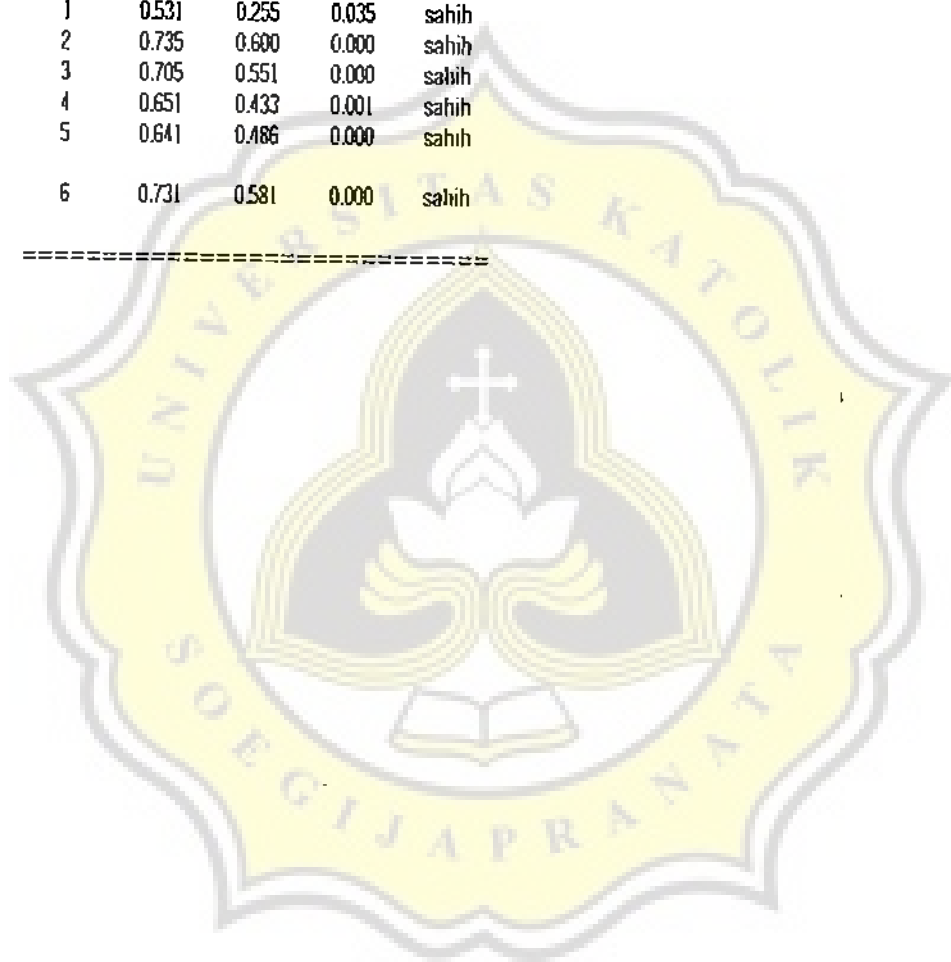 1 0.531 0.255 0.035 sahih
2 0.735 0.600 0.000 sahih
3 0.705 0.551 0.000 sahih
4 0.651 0.433 0.001 sahih
5 0.641 0.486 0.000 sahih
6 0.731 0.581 0.000 sahih
====================================
UNIVERSITAS KATOLIK
SOEGIJAPRANATA